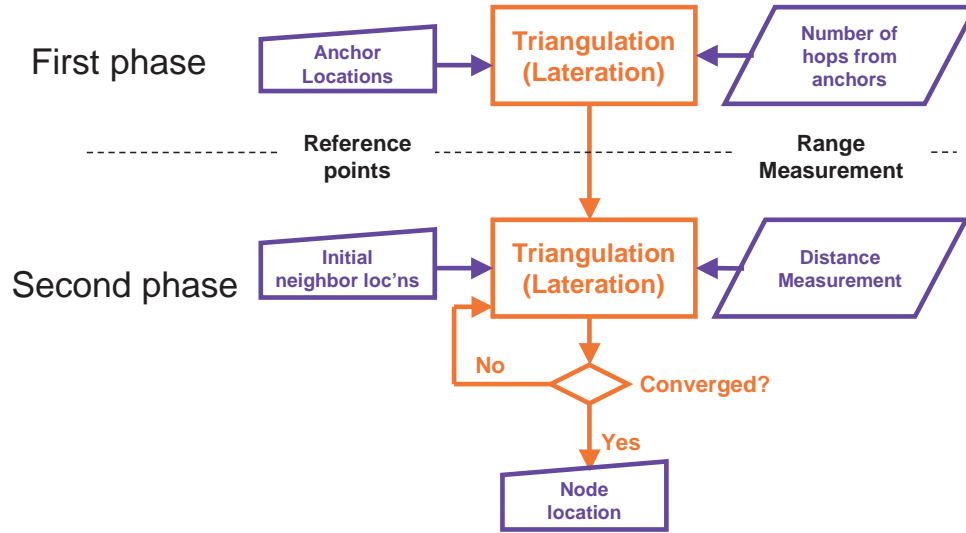 First phase
Anchor
Locations
Triangulation
(Lateration)
Number of
hops from
anchors
Reference
points
Range
Measurement
Second phase
Initial
neighbor loc'ns
Triangulation
(Lateration)
Distance
Measurement
No
Converged?
Yes
Node
location